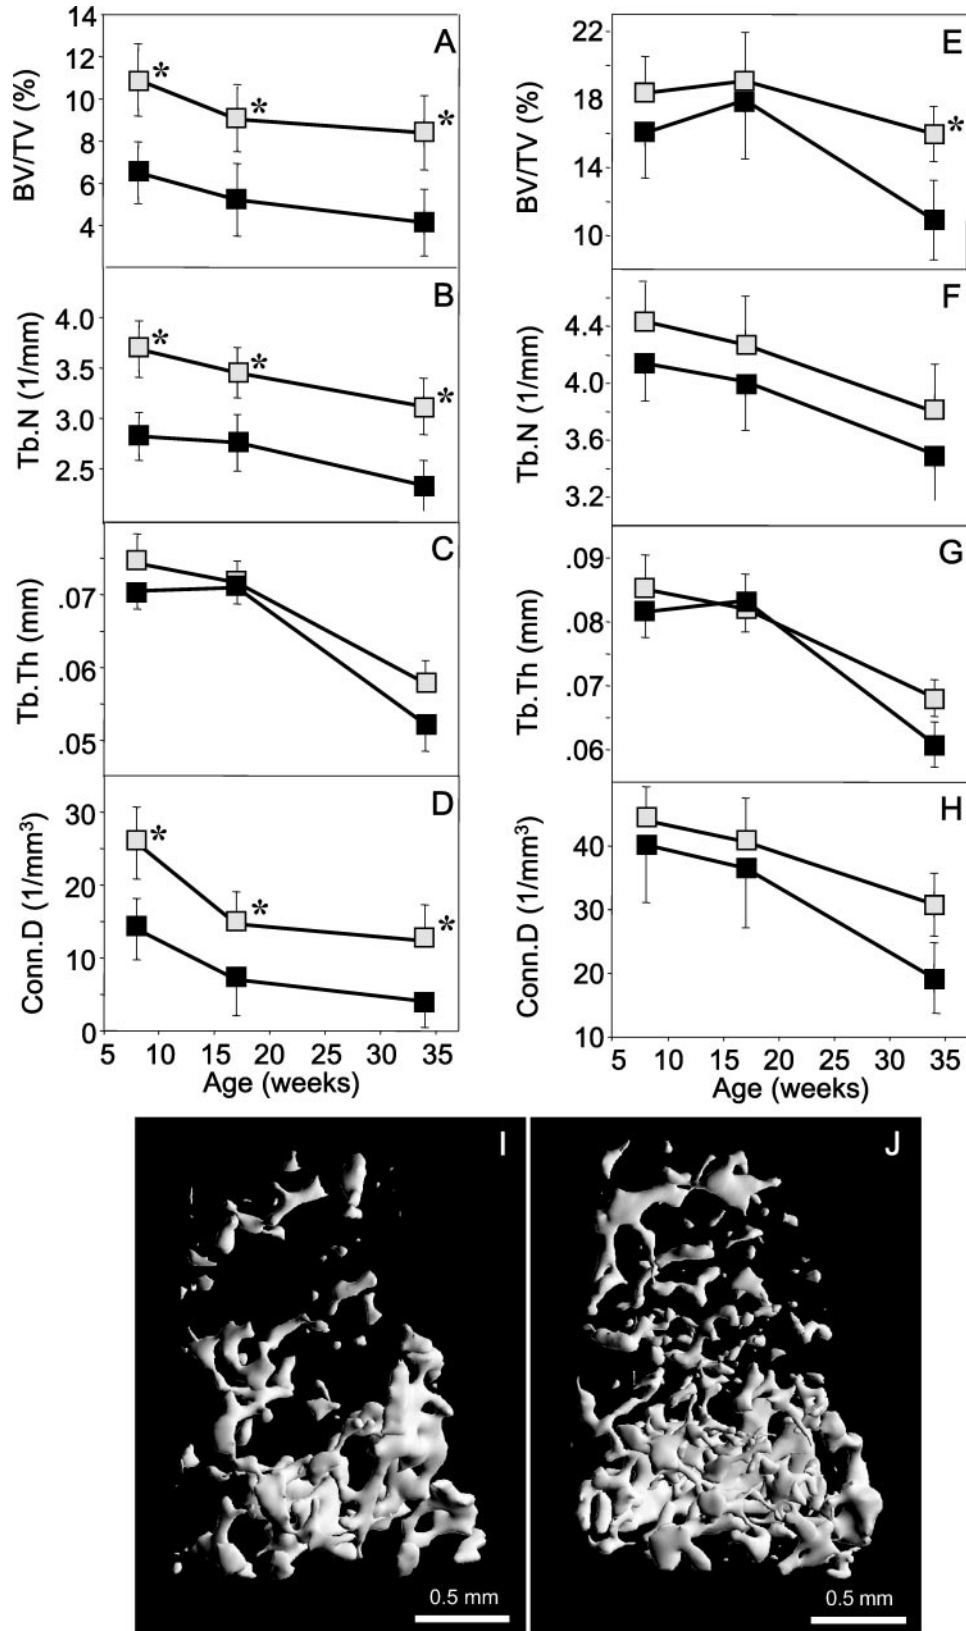 A
BV/TV (%)
14
12
10
8
6
4
*
*
*
E
BV/TV (%)
22
18
14
10
*
B
Tb.N (1/mm)
4.0
3.5
3.0
2.5
*
*
*
F
Tb.N (1/mm)
4.4
4.0
3.6
3.2
C
Tb.Th (mm)
.07
.06
.05
G
Tb.Th (mm)
.09
.08
.07
.06
D
Conn.D (1/mm³)
30
20
10
0
*
*
*
5 10 15 20 25 30 35
Age (weeks)
H
Conn.D (1/mm³)
40
30
20
10
5 10 15 20 25 30 35
Age (weeks)
I
0.5 mm
J
0.5 mm